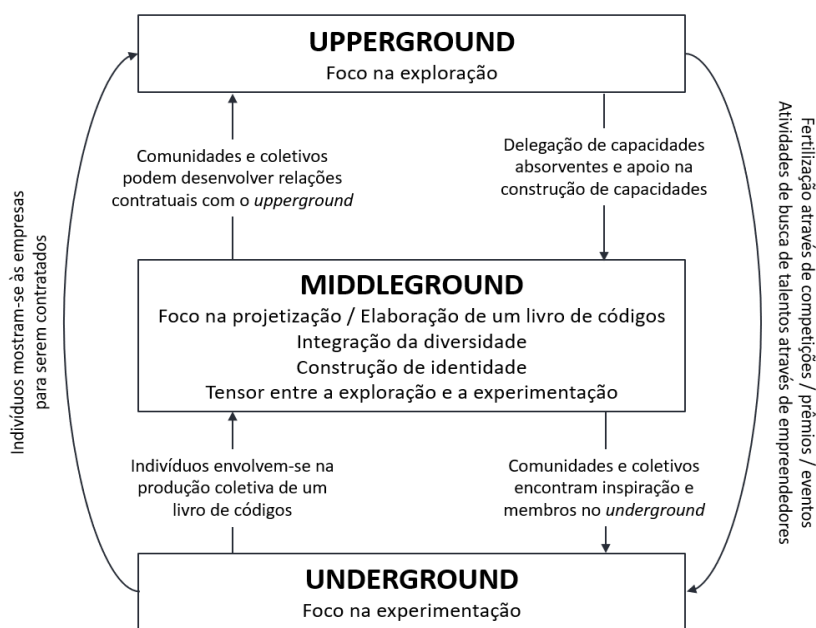 UPPERGROUND
Foco na exploração
Comunidades e coletivos
podem desenvolver relações
contratuais com o upperground
Delegação de capacidades
absorventes e apoio na
construção de capacidades
MIDDLEGROUND
Foco na projetização / Elaboração de um livro de códigos
Integração da diversidade
Construção de identidade
Tensor entre a exploração e a experimentação
Indivíduos envolvem-se na
produção coletiva de um
livro de códigos
Comunidades e coletivos
encontram inspiração e
membros no underground
UNDERGROUND
Foco na experimentação
Indivíduos mostram-se às empresas
para serem contratados
Fertilização através de competições / prêmios / eventos
Atividades de busca de talentos através de empreendedores